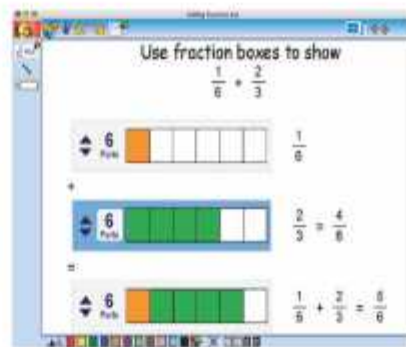 Use fraction boxes to show
1/6 + 2/3
6
Parts
1/6
+
6
Parts
2/3 = 4/6
=
6
Parts
1/6 + 2/3 = 5/6